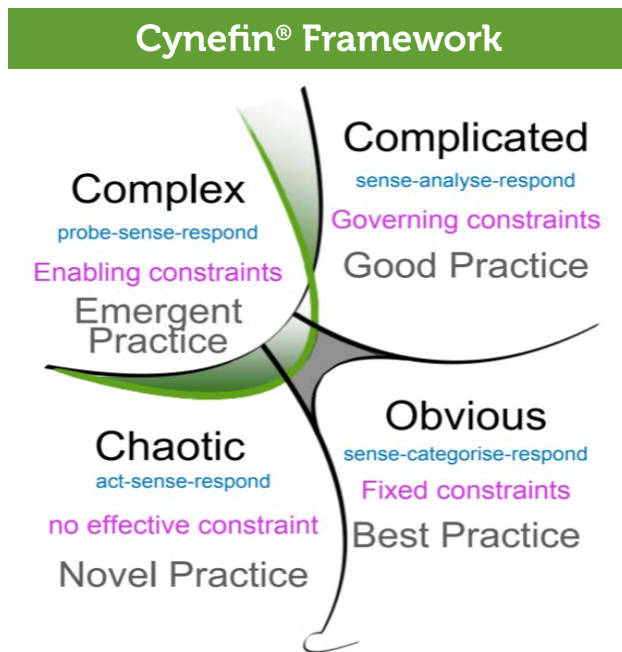 Cynefin® Framework
Complex
probe-sense-respond
Enabling constraints
Emergent
Practice
Complicated
sense-analyse-respond
Governing constraints
Good Practice
Chaotic
act-sense-respond
no effective constraint
Novel Practice
Obvious
sense-categorise-respond
Fixed constraints
Best Practice